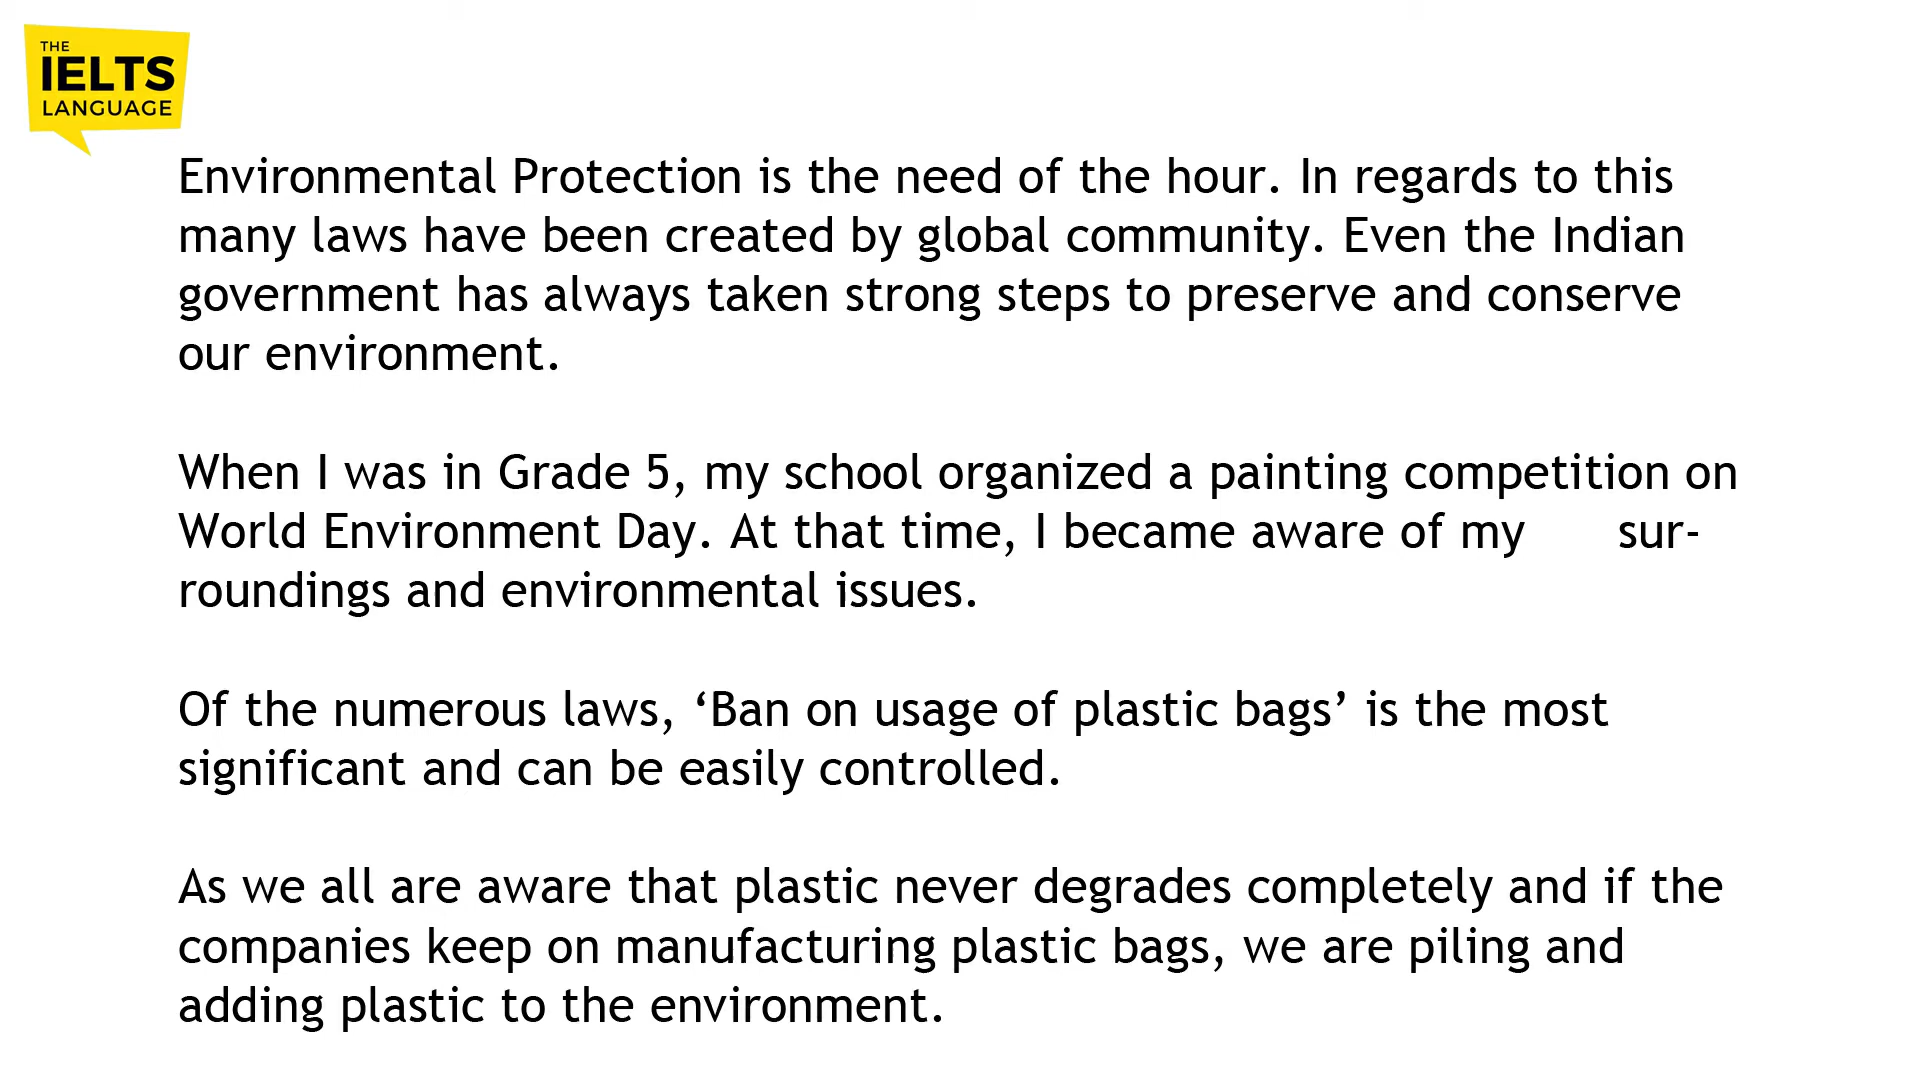 THE
IELTS
LANGUAGE
Environmental Protection is the need of the hour. In regards to this
many laws have been created by global community. Even the Indian
government has always taken strong steps to preserve and conserve
our environment.
When I was in Grade 5, my school organized a painting competition on
World Environment Day. At that time, I became aware of my sur-
roundings and environmental issues.
Of the numerous laws, ‘Ban on usage of plastic bags’ is the most
significant and can be easily controlled.
As we all are aware that plastic never degrades completely and if the
companies keep on manufacturing plastic bags, we are piling and
adding plastic to the environment.